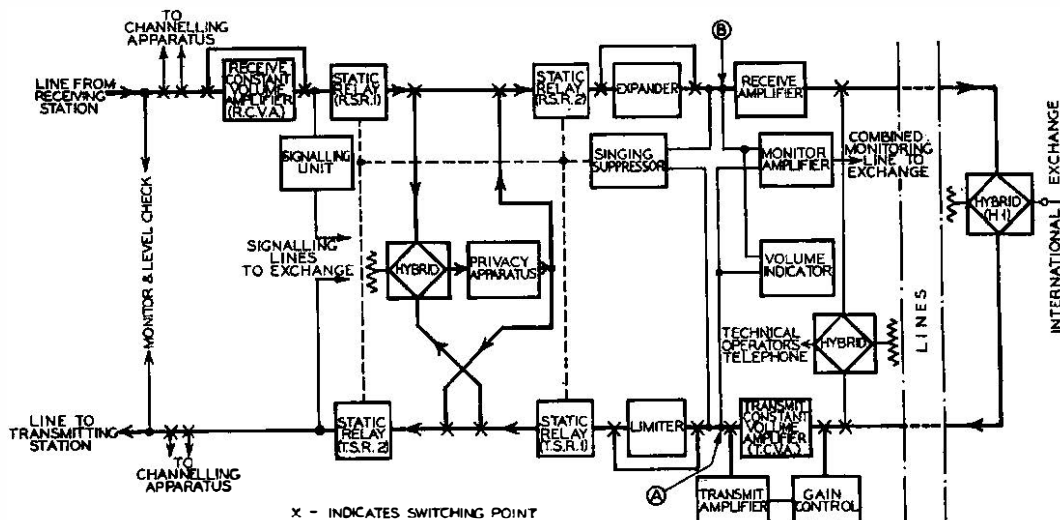 TO
CHANNELLING
APPARATUS
LINE FROM
RECEIVING
STATION
RECEIVE
CONSTANT
VOLUME
AMPLIFIER
(R.C.V.A.)
STATIC
RELAY
(R.S.R.1)
STATIC
RELAY
(R.S.R.2)
EXPANDER
B
RECEIVE
AMPLIFIER
SIGNALLING
UNIT
SINGING
SUPPRESSOR
MONITOR
AMPLIFIER
COMBINED
MONITORING
LINE TO
EXCHANGE
HYBRID
(H1)
INTERNATIONAL EXCHANGE
MONITOR & LEVEL CHECK
SIGNALLING
LINES
TO EXCHANGE
HYBRID
PRIVACY
APPARATUS
VOLUME
INDICATOR
TECHNICAL
OPERATORS
TELEPHONE
HYBRID
LINES
LINE TO
TRANSMITTING
STATION
TO
CHANNELLING
APPARATUS
STATIC
RELAY
(T.S.R.2)
STATIC
RELAY
(T.S.R.1)
LIMITER
TRANSMIT
CONSTANT
VOLUME
AMPLIFIER
(T.C.V.A.)
A
TRANSMIT
AMPLIFIER
GAIN
CONTROL
X - INDICATES SWITCHING POINT